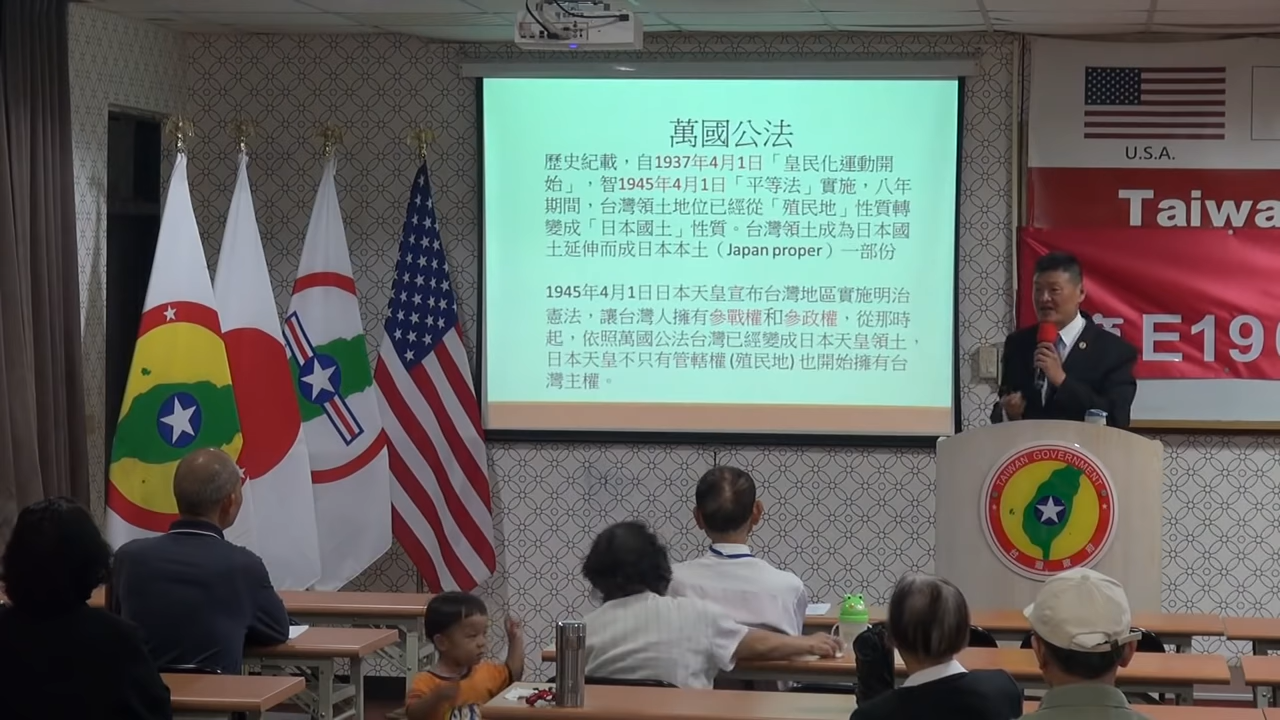 萬國公法
歷史紀載，自1937年4月1日「皇民化運動開
始」，智1945年4月1日「平等法」實施，八年
期間，台灣領土地位已經從「殖民地」性質轉
變成「日本國土」性質。台灣領土成為日本國
土延伸而成日本本土（Japan proper）一部份
1945年4月1日日本天皇宣布台灣地區實施明治
憲法，讓台灣人擁有參戰權和參政權，從那時
起，依照萬國公法台灣已經變成日本天皇領土，
日本天皇不只有管轄權(殖民地)也開始擁有台
灣主權。
U.S.A.
Taiwa
E19
TAIWAN GOVERNMENT
台灣政府